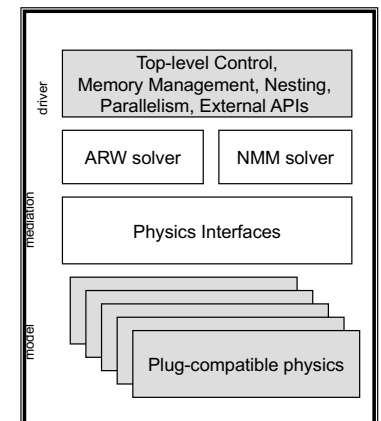 driver
Top-level Control,
Memory Management, Nesting,
Parallelism, External APIs
ARW solver
NMM solver
mediation
Physics Interfaces
model
Plug-compatible physics